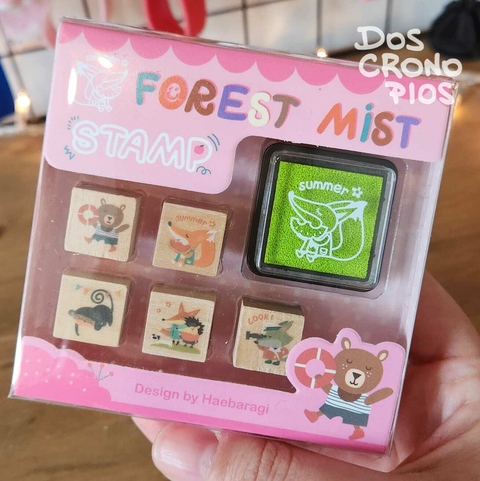 DOS
CRONO
PIOS
FOREST MiST
STAMP
summer
summer
LOOK!
Design by Haebaragi